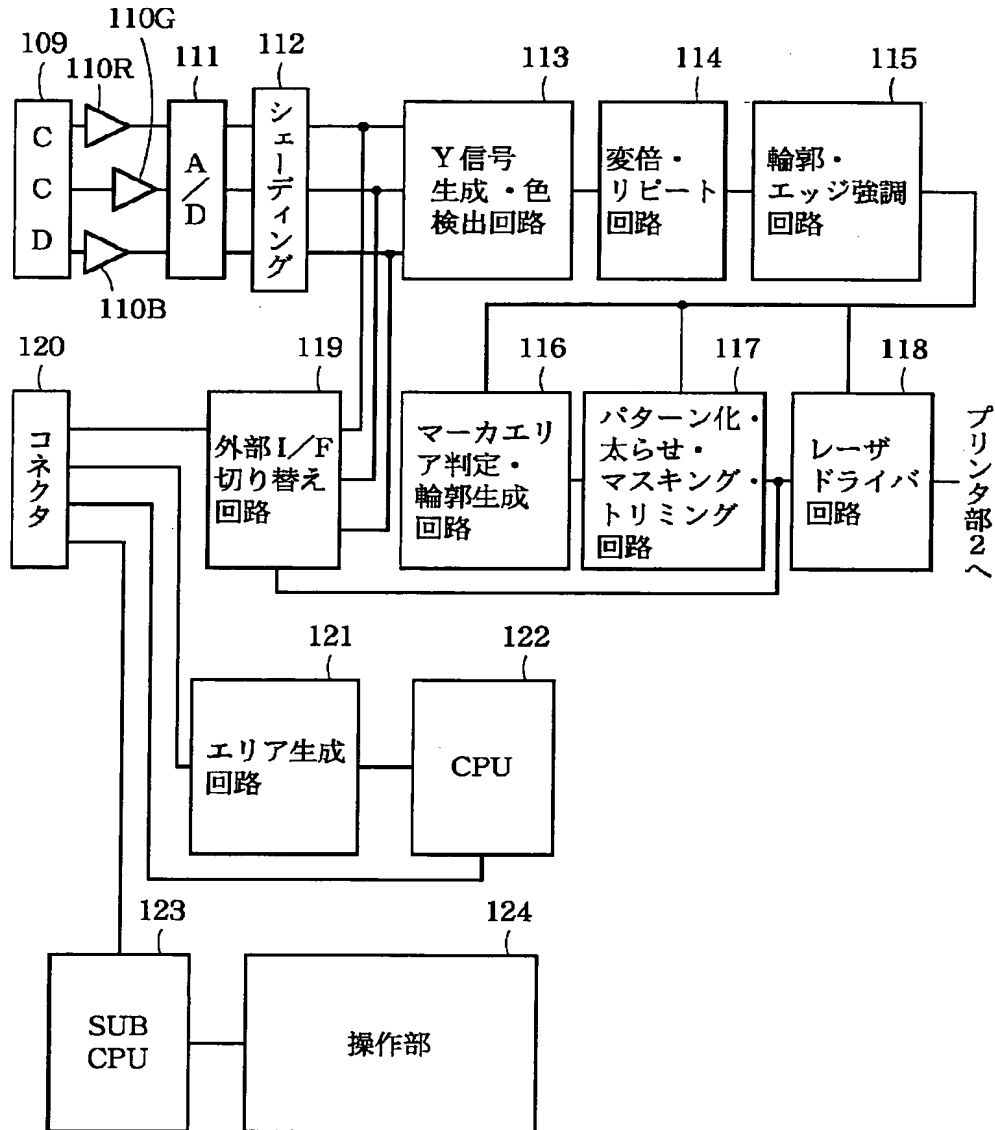 110G
109
110R
111
112
113
114
115
CCD
A/D
シェーディング
Y信号
生成・色
検出回路
変倍・
リピート
回路
輪郭・
エッジ強調
回路
110B
120
119
116
117
118
コネクタ
外部I/F
切り替え
回路
マーカエリ
ア判定・
輪郭生成
回路
パターン化・
太らせ・
マスキング・
トリミング
回路
レーザ
ドライバ
回路
プリンタ部2へ
121
122
エリア生成
回路
CPU
123
124
SUB
CPU
操作部